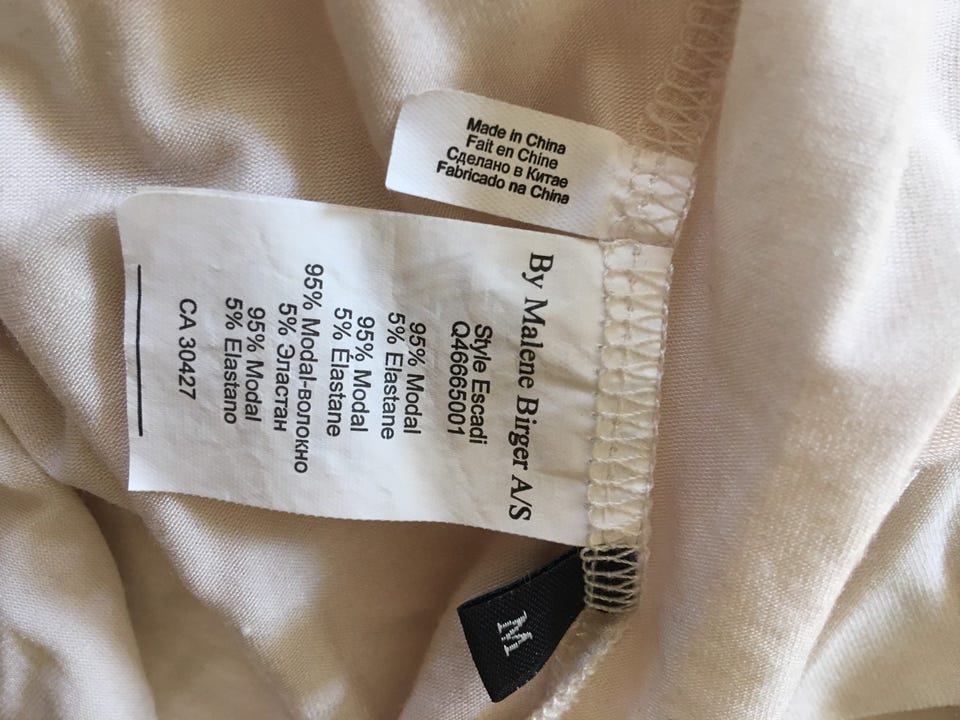 Made in China
Fait en Chine
Сделано в Китае
Fabricado na China
By Malene Birger A/S
Style Escadi
Q46665001
95% Modal
5% Elastane
95% Modal
5% Élastane
95% Modal-волокно
5% Эластан
95% Modal
5% Elastano
CA 30427
M